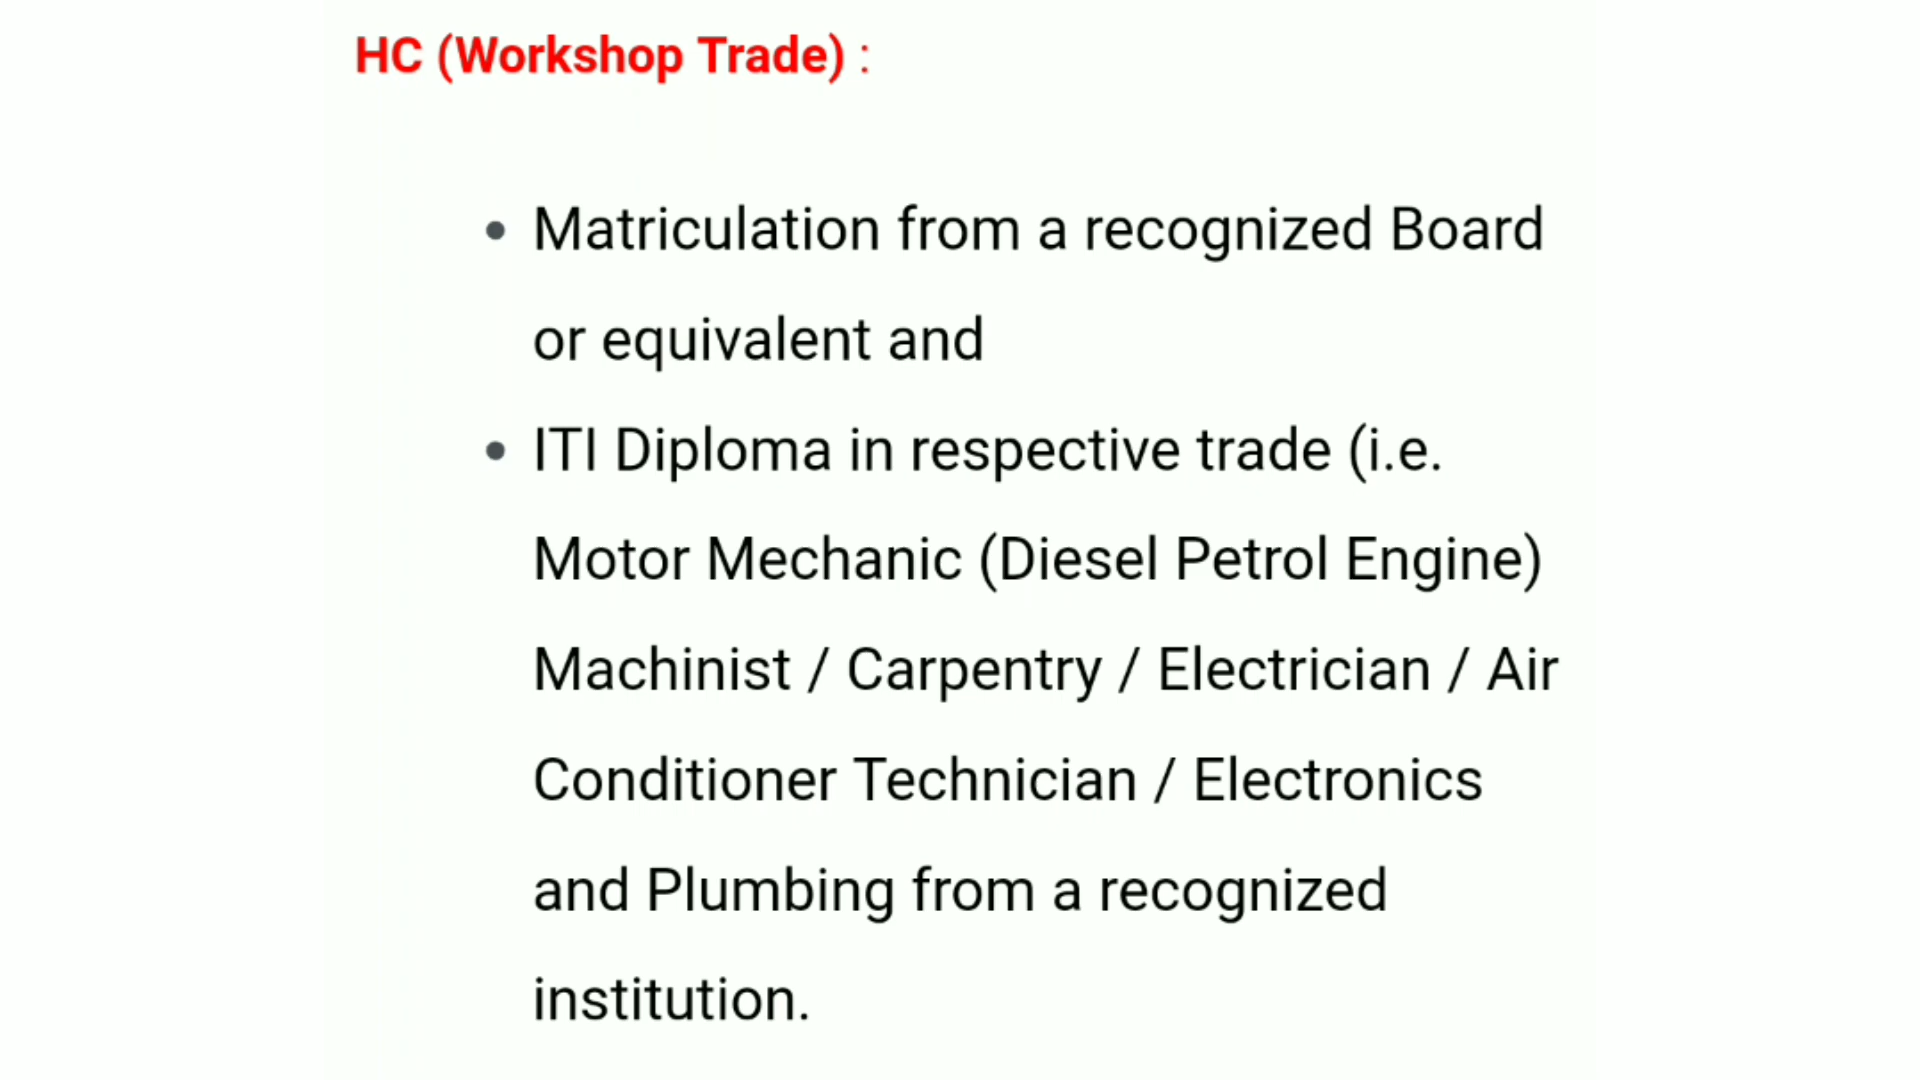 HC (Workshop Trade) :
• Matriculation from a recognized Board
or equivalent and
• ITI Diploma in respective trade (i.e.
Motor Mechanic (Diesel Petrol Engine)
Machinist / Carpentry / Electrician / Air
Conditioner Technician / Electronics
and Plumbing from a recognized
institution.